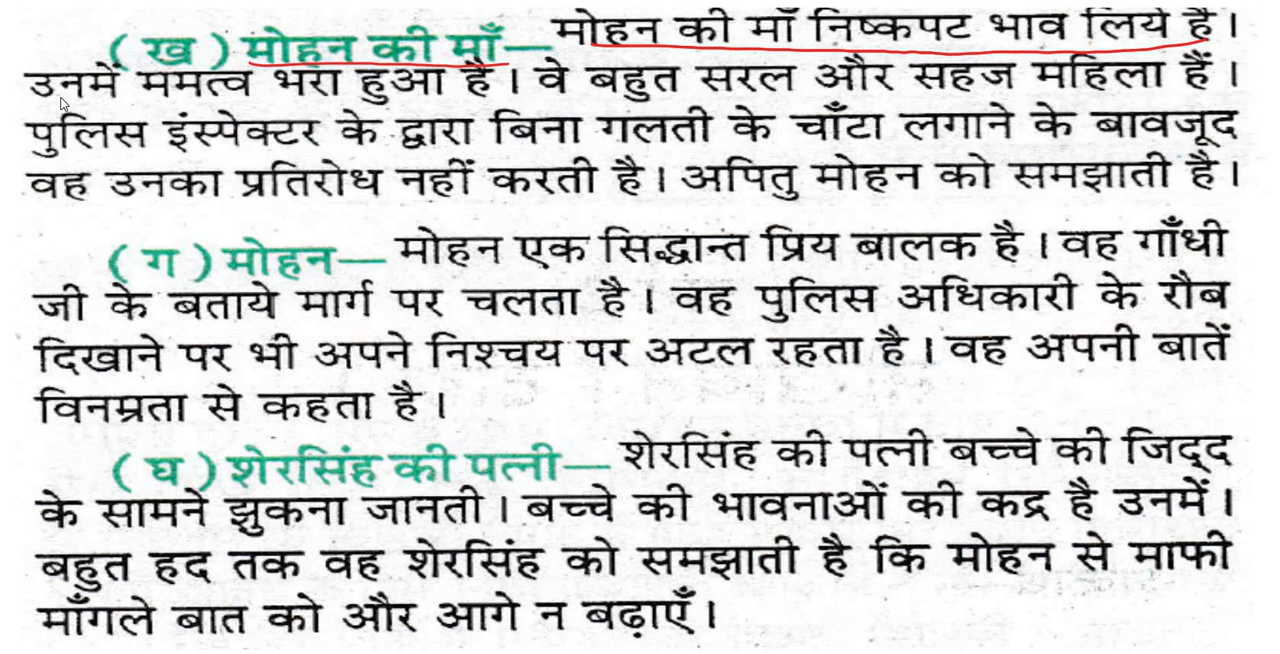 ( ख ) मोहन की माँ— मोहन की माँ निष्कपट भाव लिये है।
उनमें ममत्व भरा हुआ है। वे बहुत सरल और सहज महिला हैं।
पुलिस इंस्पेक्टर के द्वारा बिना गलती के चाँटा लगाने के बावजूद
वह उनका प्रतिरोध नहीं करती है। अपितु मोहन को समझाती है।
( ग ) मोहन— मोहन एक सिद्धान्त प्रिय बालक है। वह गाँधी
जी के बताये मार्ग पर चलता है। वह पुलिस अधिकारी के रौब
दिखाने पर भी अपने निश्चय पर अटल रहता है। वह अपनी बातें
विनम्रता से कहता है।
( घ ) शेरसिंह की पत्नी— शेरसिंह की पत्नी बच्चे की जिद्द
के सामने झुकना जानती। बच्चे की भावनाओं की कद्र है उनमें।
बहुत हद तक वह शेरसिंह को समझाती है कि मोहन से माफी
माँगले बात को और आगे न बढ़ाएँ।